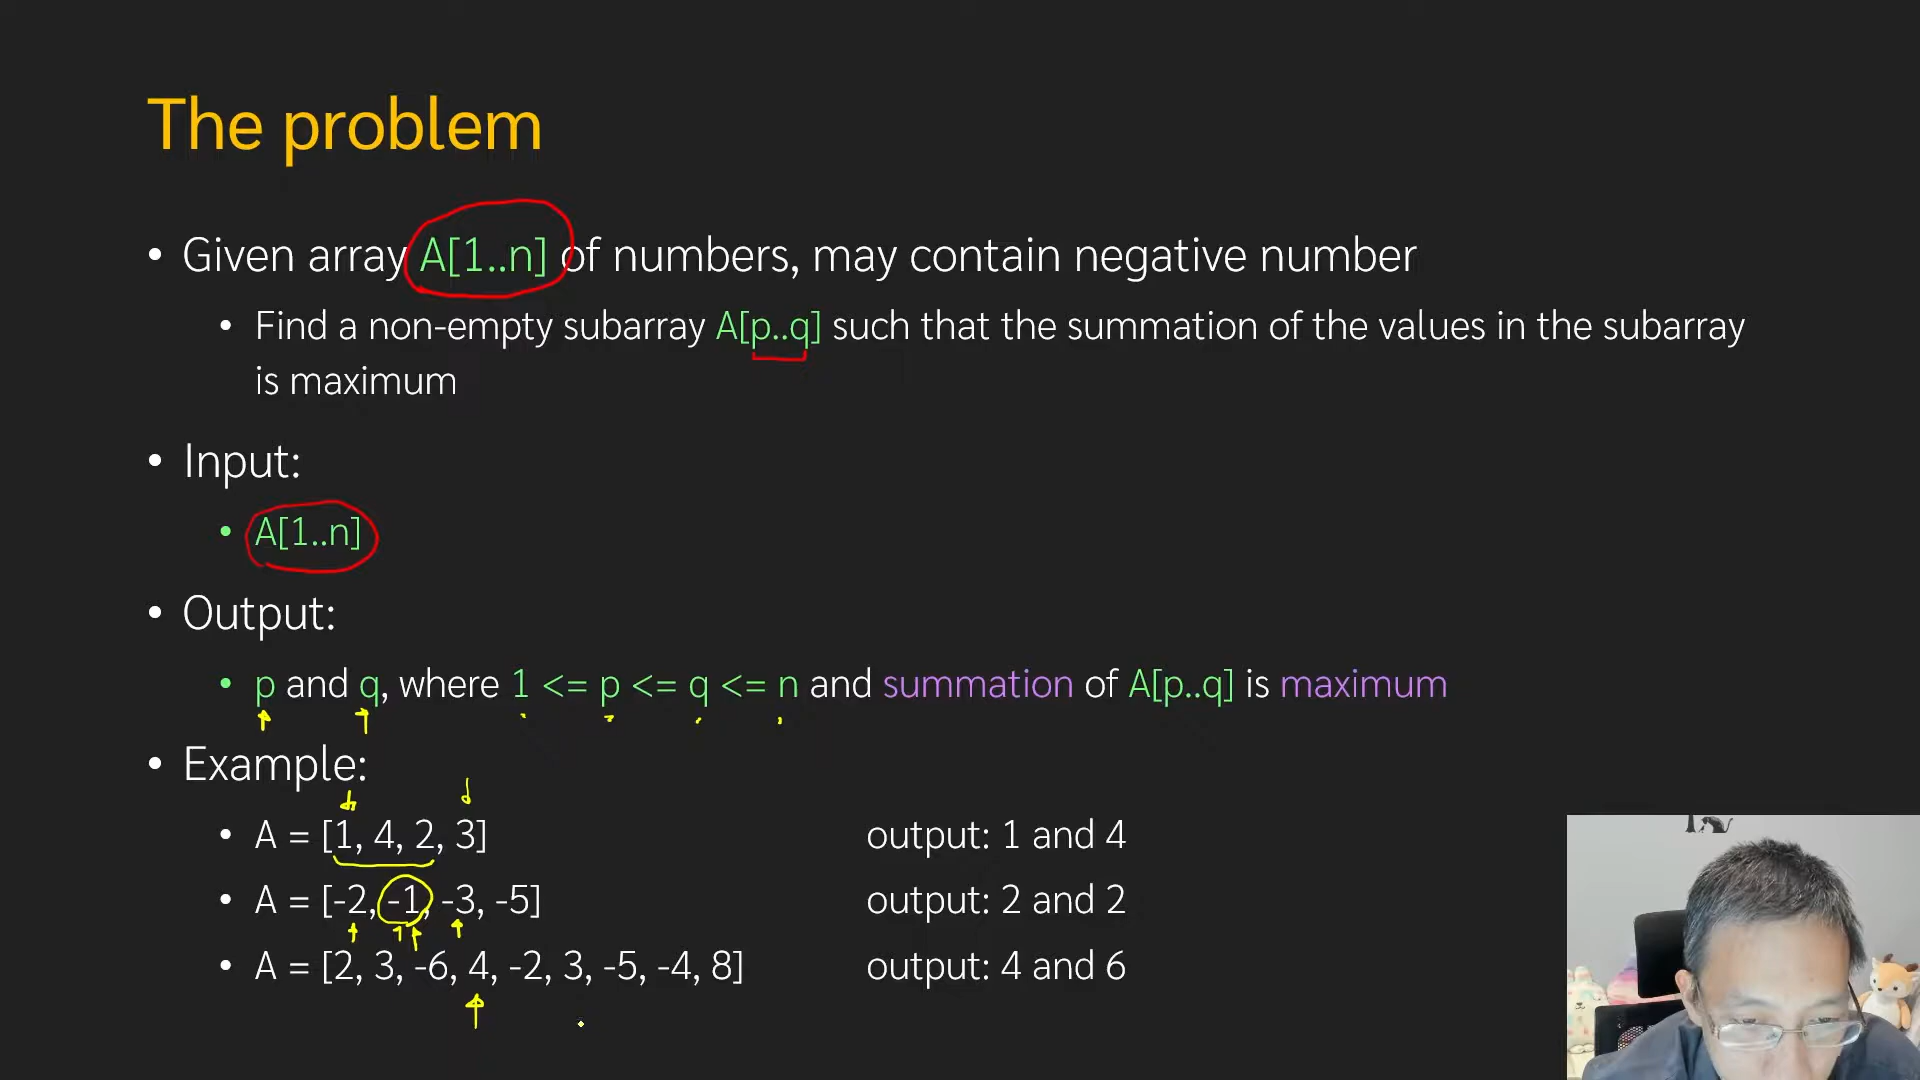 The problem
• Given array A[1..n] of numbers, may contain negative number
• Find a non-empty subarray A[p..q] such that the summation of the values in the subarray
is maximum
• Input:
• A[1..n]
• Output:
• p and q, where 1 <= p <= q <= n and summation of A[p..q] is maximum
• Example:
• A = [1, 4, 2, 3] output: 1 and 4
• A = [-2, -1, -3, -5] output: 2 and 2
• A = [2, 3, -6, 4, -2, 3, -5, -4, 8] output: 4 and 6